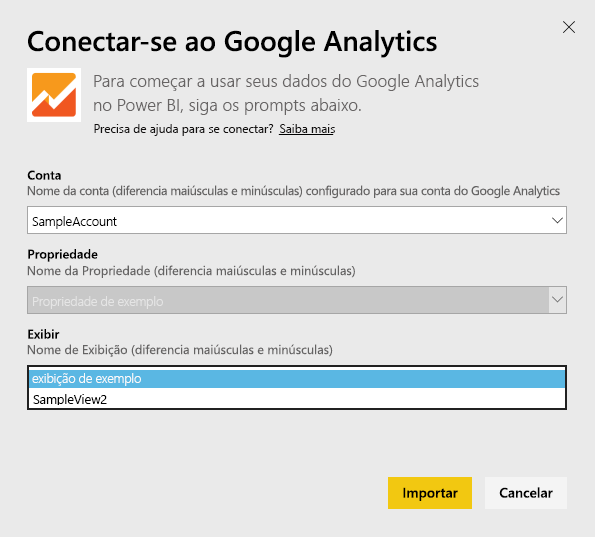 Conectar-se ao Google Analytics
Para começar a usar seus dados do Google Analytics
no Power BI, siga os prompts abaixo.
Precisa de ajuda para se conectar? Saiba mais
Conta
Nome da conta (diferencia maiúsculas e minúsculas) configurado para sua conta do Google Analytics
SampleAccount
Propriedade
Nome da Propriedade (diferencia maiúsculas e minúsculas)
Propriedade de exemplo
Exibir
Nome de Exibição (diferencia maiúsculas e minúsculas)
exibição de exemplo
SampleView2
Importar
Cancelar